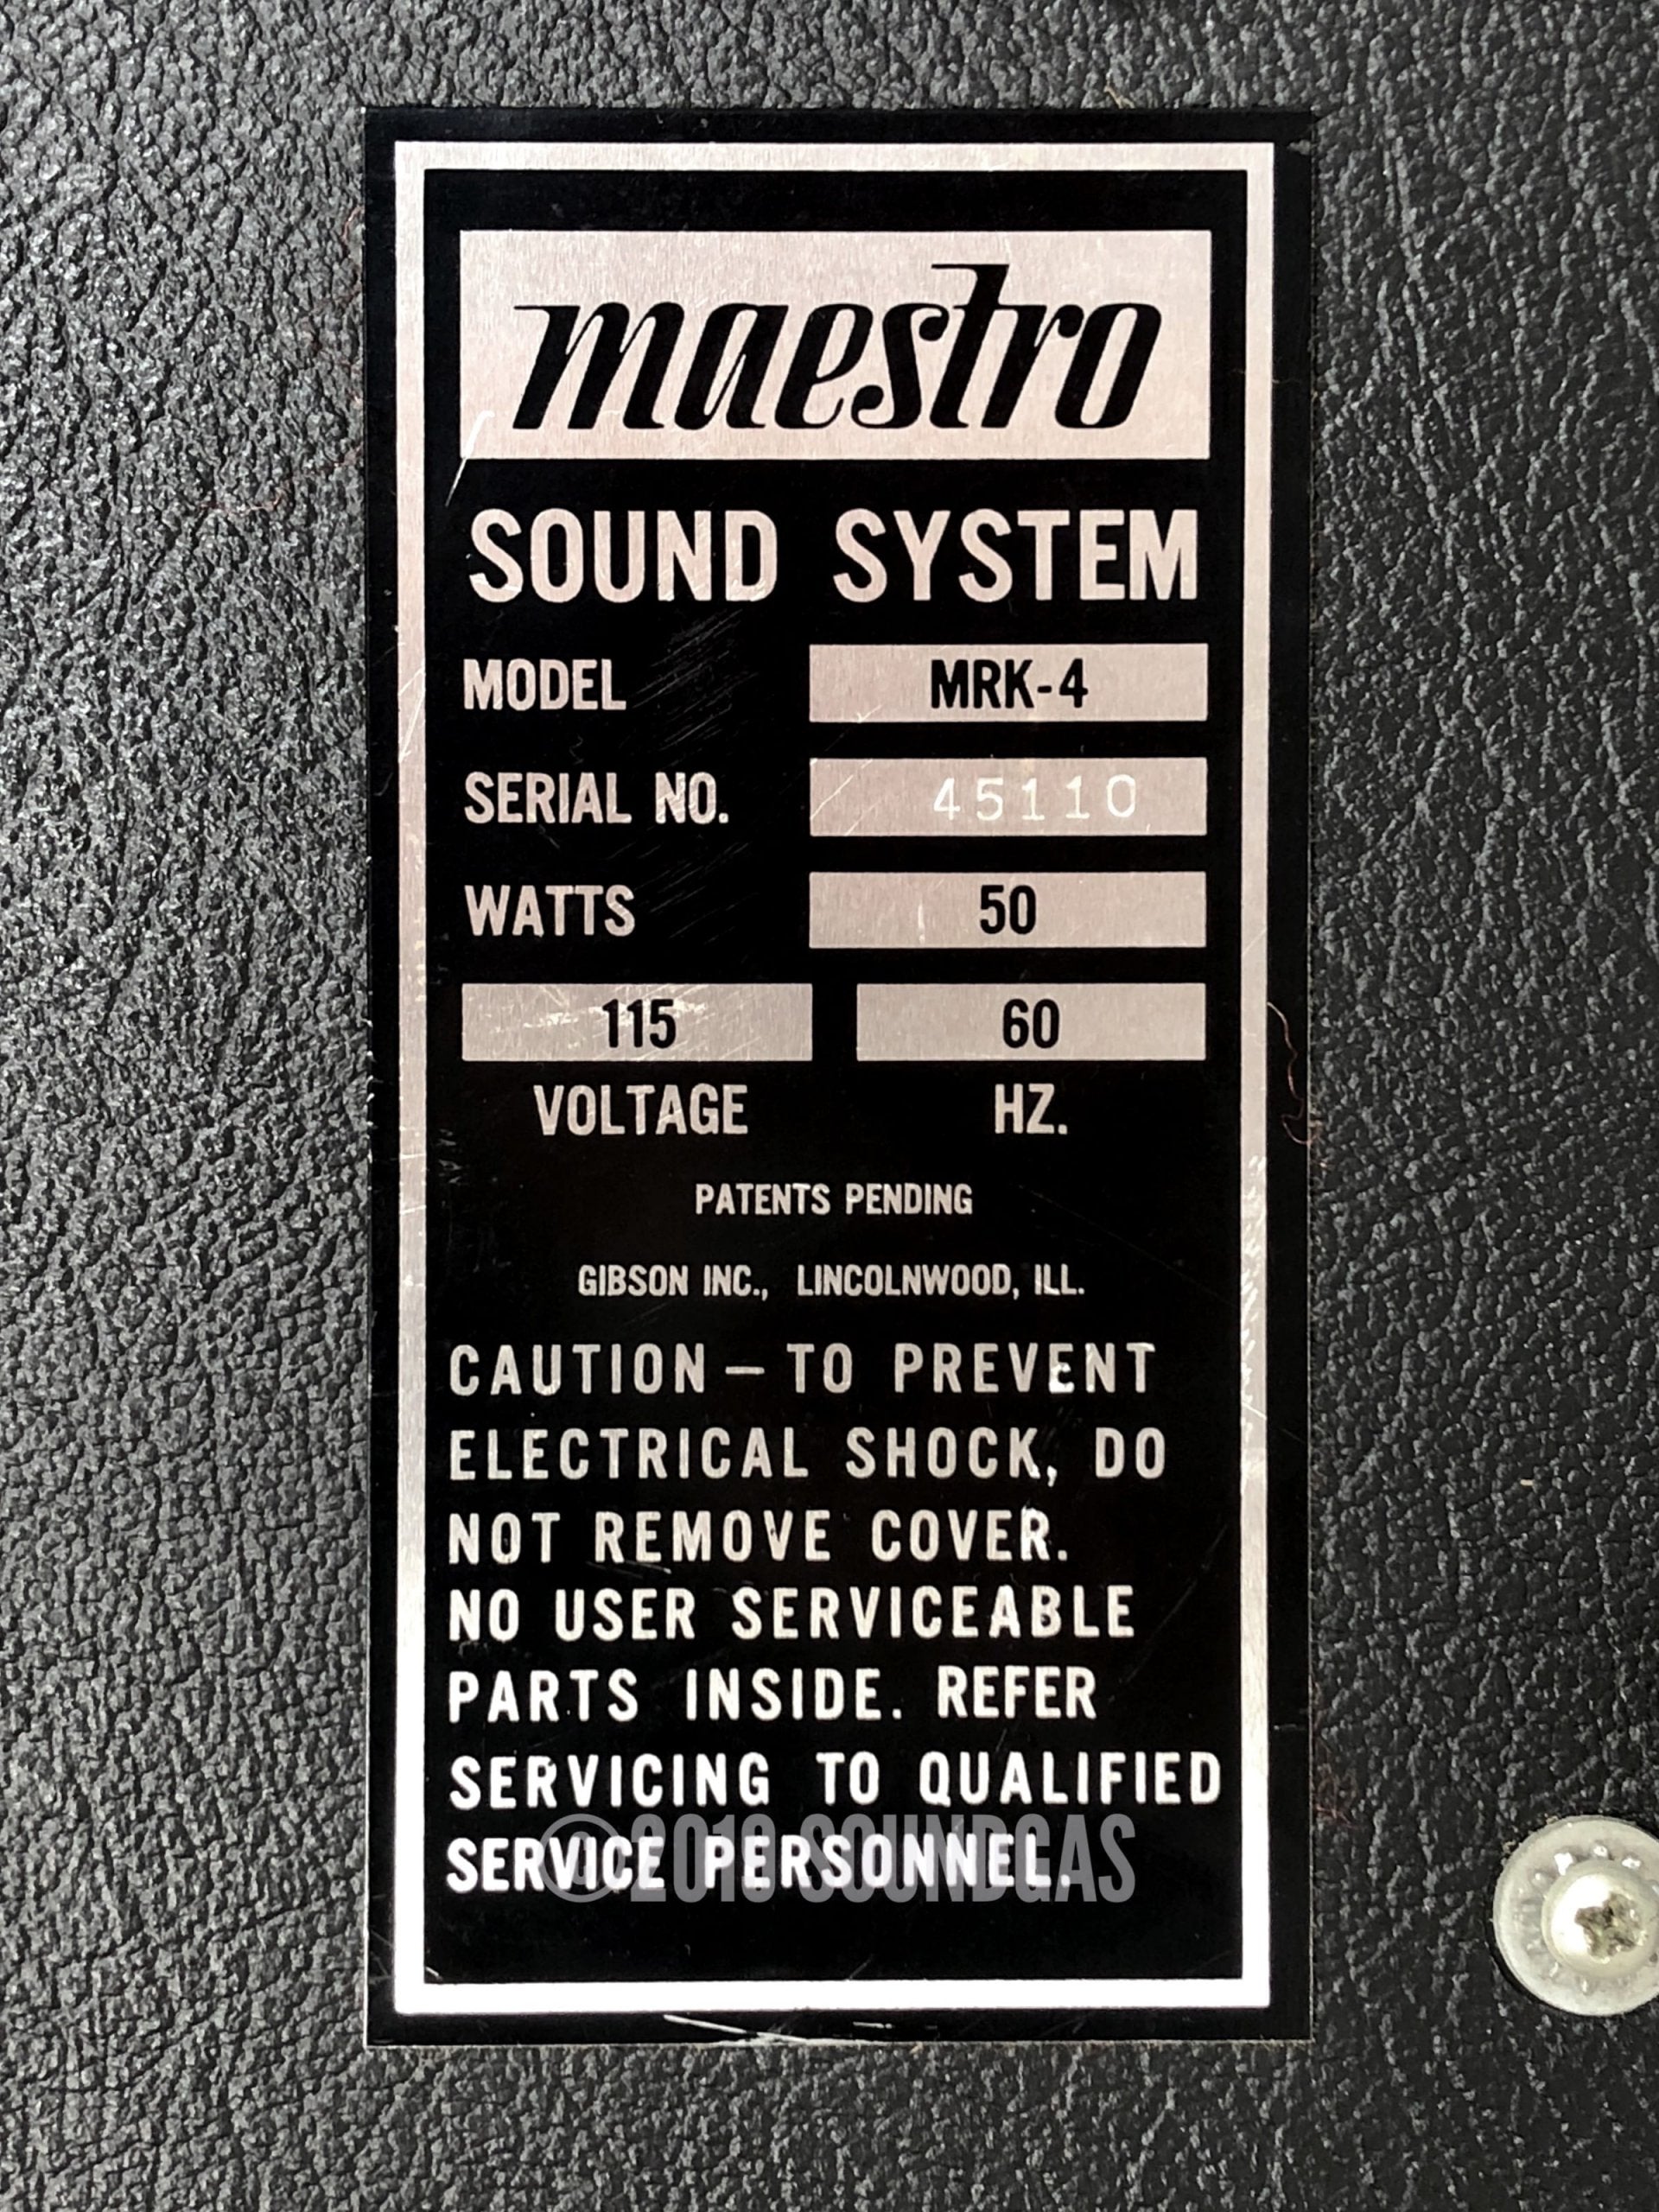 maestro
SOUND SYSTEM
MODEL MRK-4
SERIAL NO. 45110
WATTS 50
115 60
VOLTAGE HZ.
PATENTS PENDING
GIBSON INC., LINCOLNWOOD, ILL.
CAUTION — TO PREVENT
ELECTRICAL SHOCK, DO
NOT REMOVE COVER.
NO USER SERVICEABLE
PARTS INSIDE. REFER
SERVICING TO QUALIFIED
SERVICE PERSONNEL.
©2010 SOUNDGAS